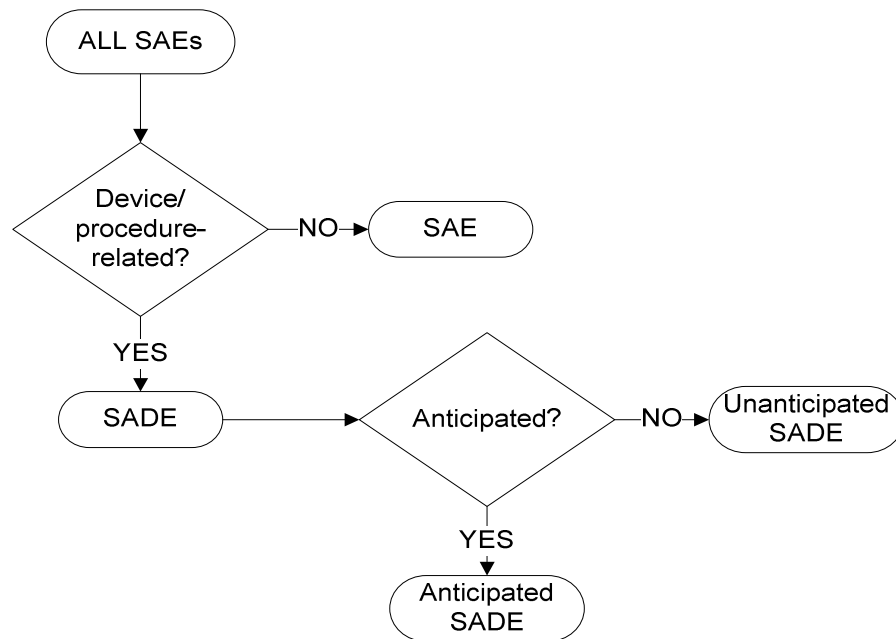 ALL SAEs
Device/
procedure-
related?
NO
SAE
YES
SADE
Anticipated?
NO
Unanticipated
SADE
YES
Anticipated
SADE